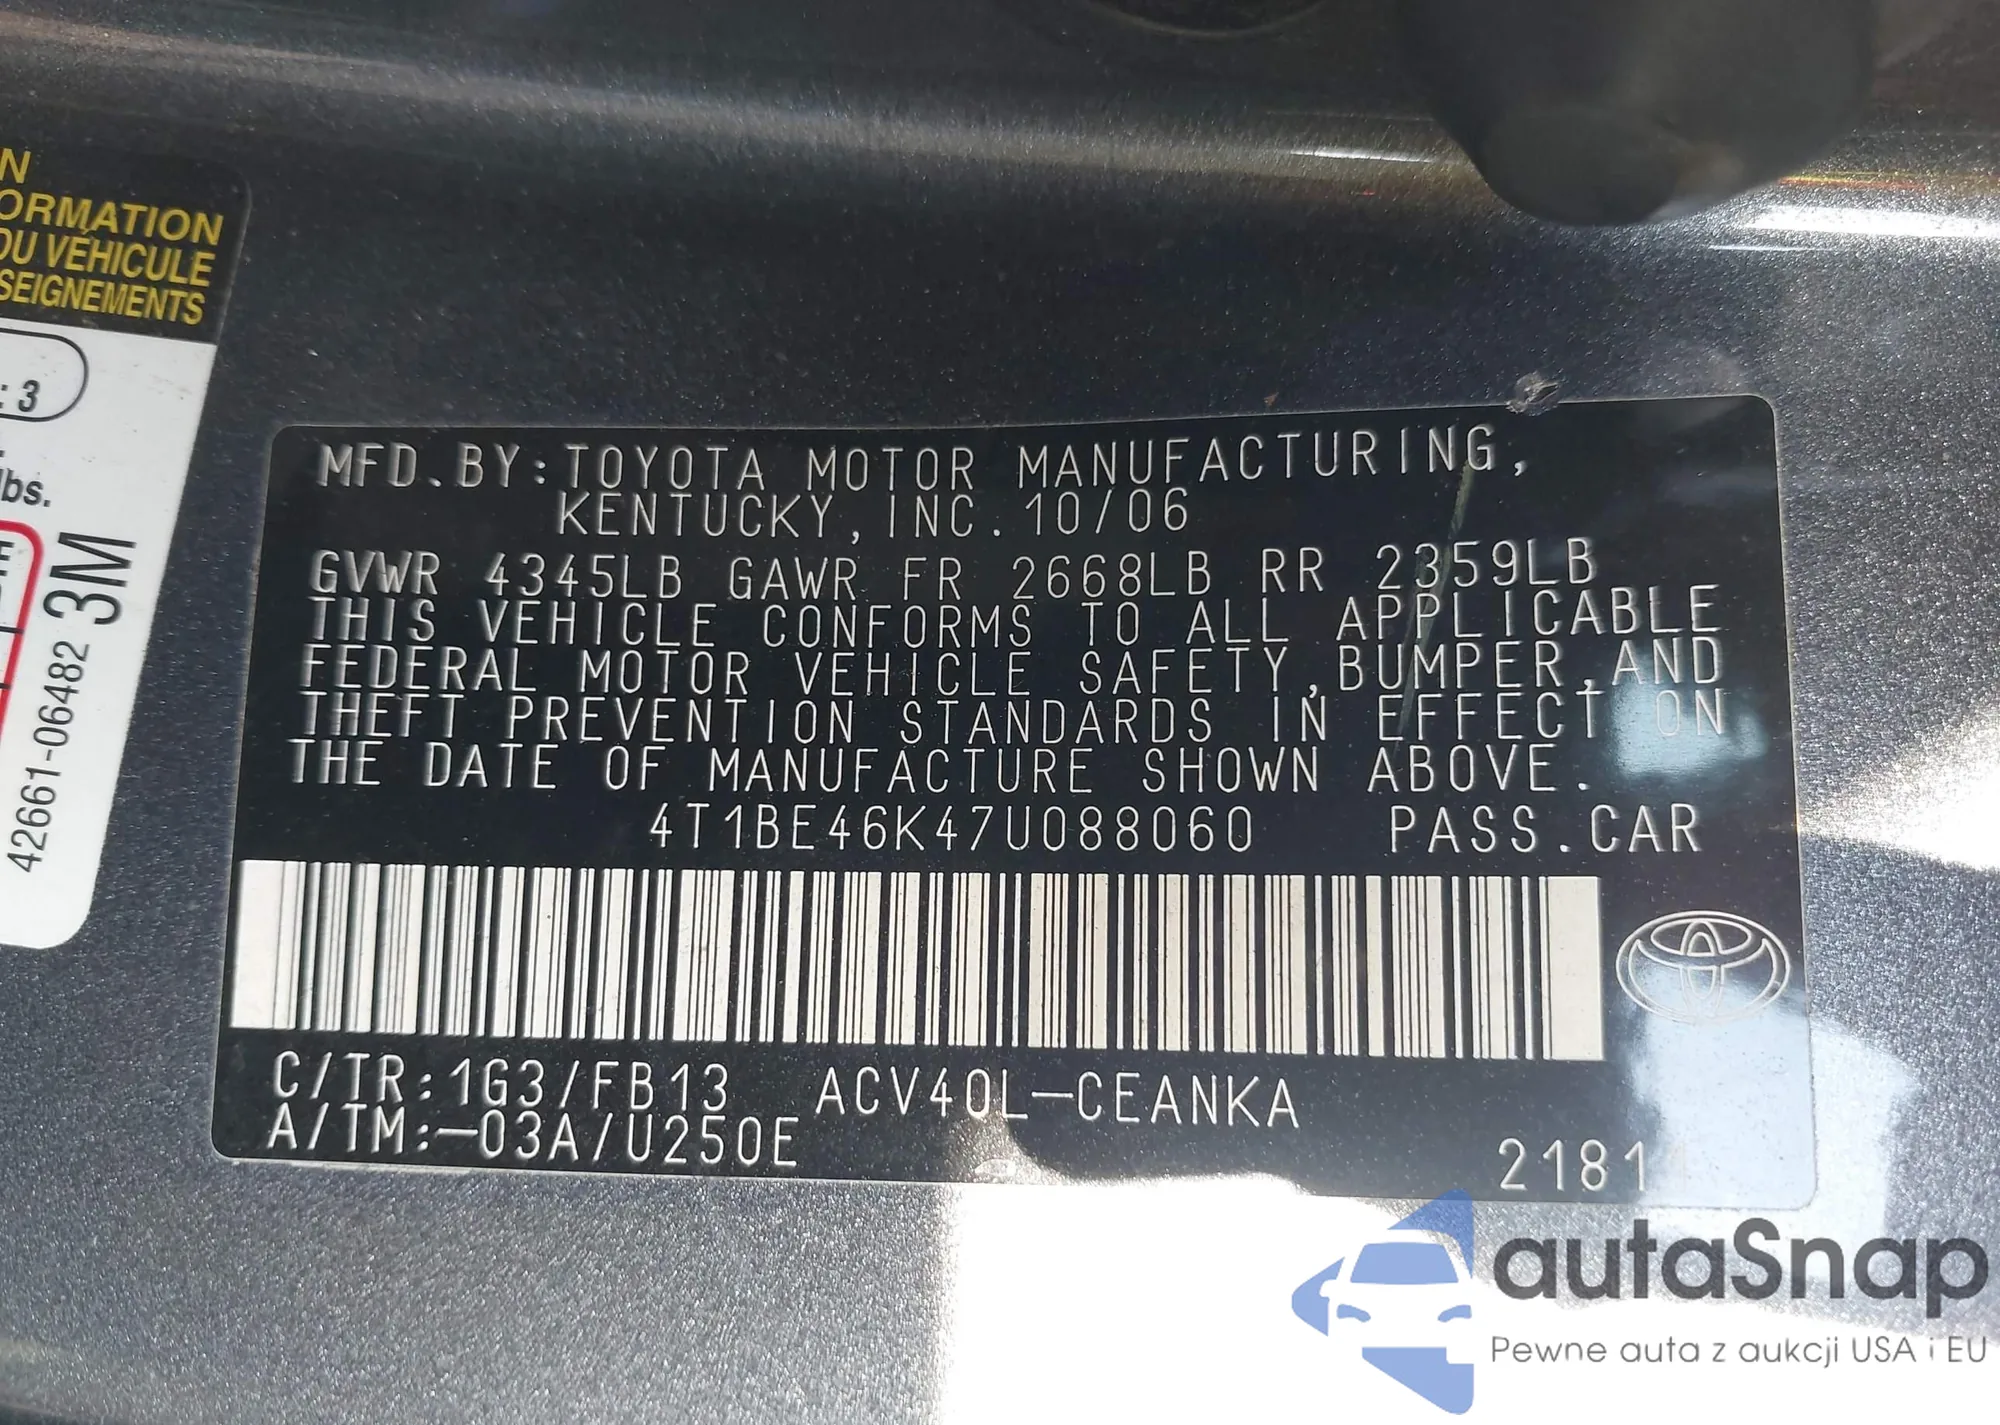 N
ORMATION
DU VÉHICULE
SEIGNEMENTS
: 3
lbs.
42661-06482 3M
MFD.BY:TOYOTA MOTOR MANUFACTURING,
KENTUCKY,INC.10/06
GVWR 4345LB GAWR FR 2668LB RR 2359LB
THIS VEHICLE CONFORMS TO ALL APPLICABLE
FEDERAL MOTOR VEHICLE SAFETY,BUMPER,AND
THEFT PREVENTION STANDARDS IN EFFECT ON
THE DATE OF MANUFACTURE SHOWN ABOVE.
4T1BE46K47U088060 PASS.CAR
C/TR:1G3/FB13 ACV40L-CEANKA
A/TM:-03A/U250E
21811
autaSnap
Pewne auta z aukcji USA i EU